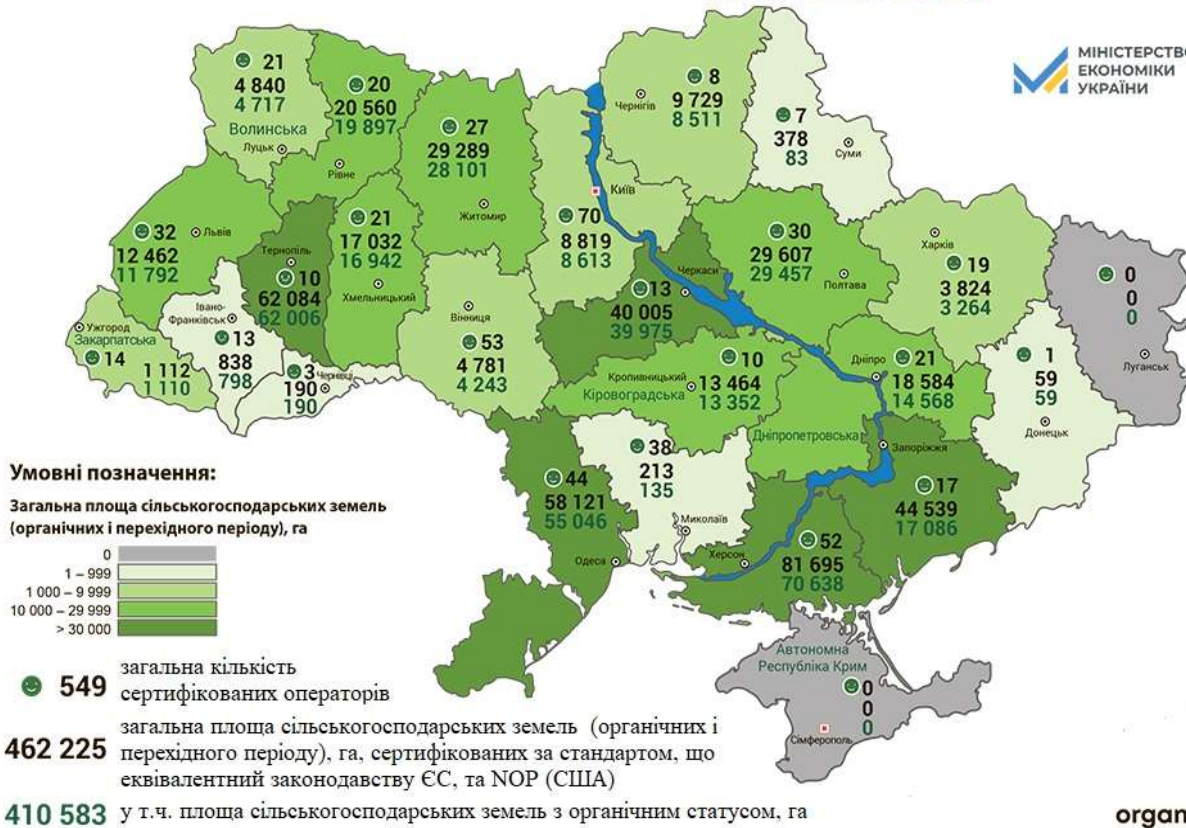 МІНІСТЕРСТВО
ЕКОНОМІКИ
УКРАЇНИ
21
4 840
4 717
Волинська
Луцьк
20
20 560
19 897
Рівне
27
29 289
28 101
Житомир
8
Чернігів
9 729
8 511
7
378
83
Суми
Київ
70
8 819
8 613
32
Львів
12 462
11 792
Тернопіль
10
62 084
62 006
21
17 032
16 942
Хмельницький
30
29 607
29 457
Полтава
Харків
19
3 824
3 264
0
0
0
Луганськ
Ужгород
Закарпатська
14
1 112
1 110
Івано-
Франківськ
13
838
798
3
Чернівці
190
190
Вінниця
53
4 781
4 243
Черкаси
13
40 005
39 975
10
Кропивницький
13 464
Кіровоградська
13 352
Дніпро
21
18 584
14 568
Дніпропетровська
1
59
59
Донецьк
44
58 121
55 046
Одеса
38
213
135
Миколаїв
Запоріжжя
17
44 539
17 086
Херсон
52
81 695
70 638
Автономна
Республіка Крим
0
0
0
Сімферополь
Умовні позначення:
Загальна площа сільськогосподарських земель
(органічних і перехідного періоду), га
0
1 – 999
1 000 – 9 999
10 000 – 29 999
> 30 000
549 загальна кількість
сертифікованих операторів
462 225 загальна площа сільськогосподарських земель (органічних і
перехідного періоду), га, сертифікованих за стандартом, що
еквівалентний законодавству ЄС, та NOP (США)
410 583 у т.ч. площа сільськогосподарських земель з органічним статусом, га
organ